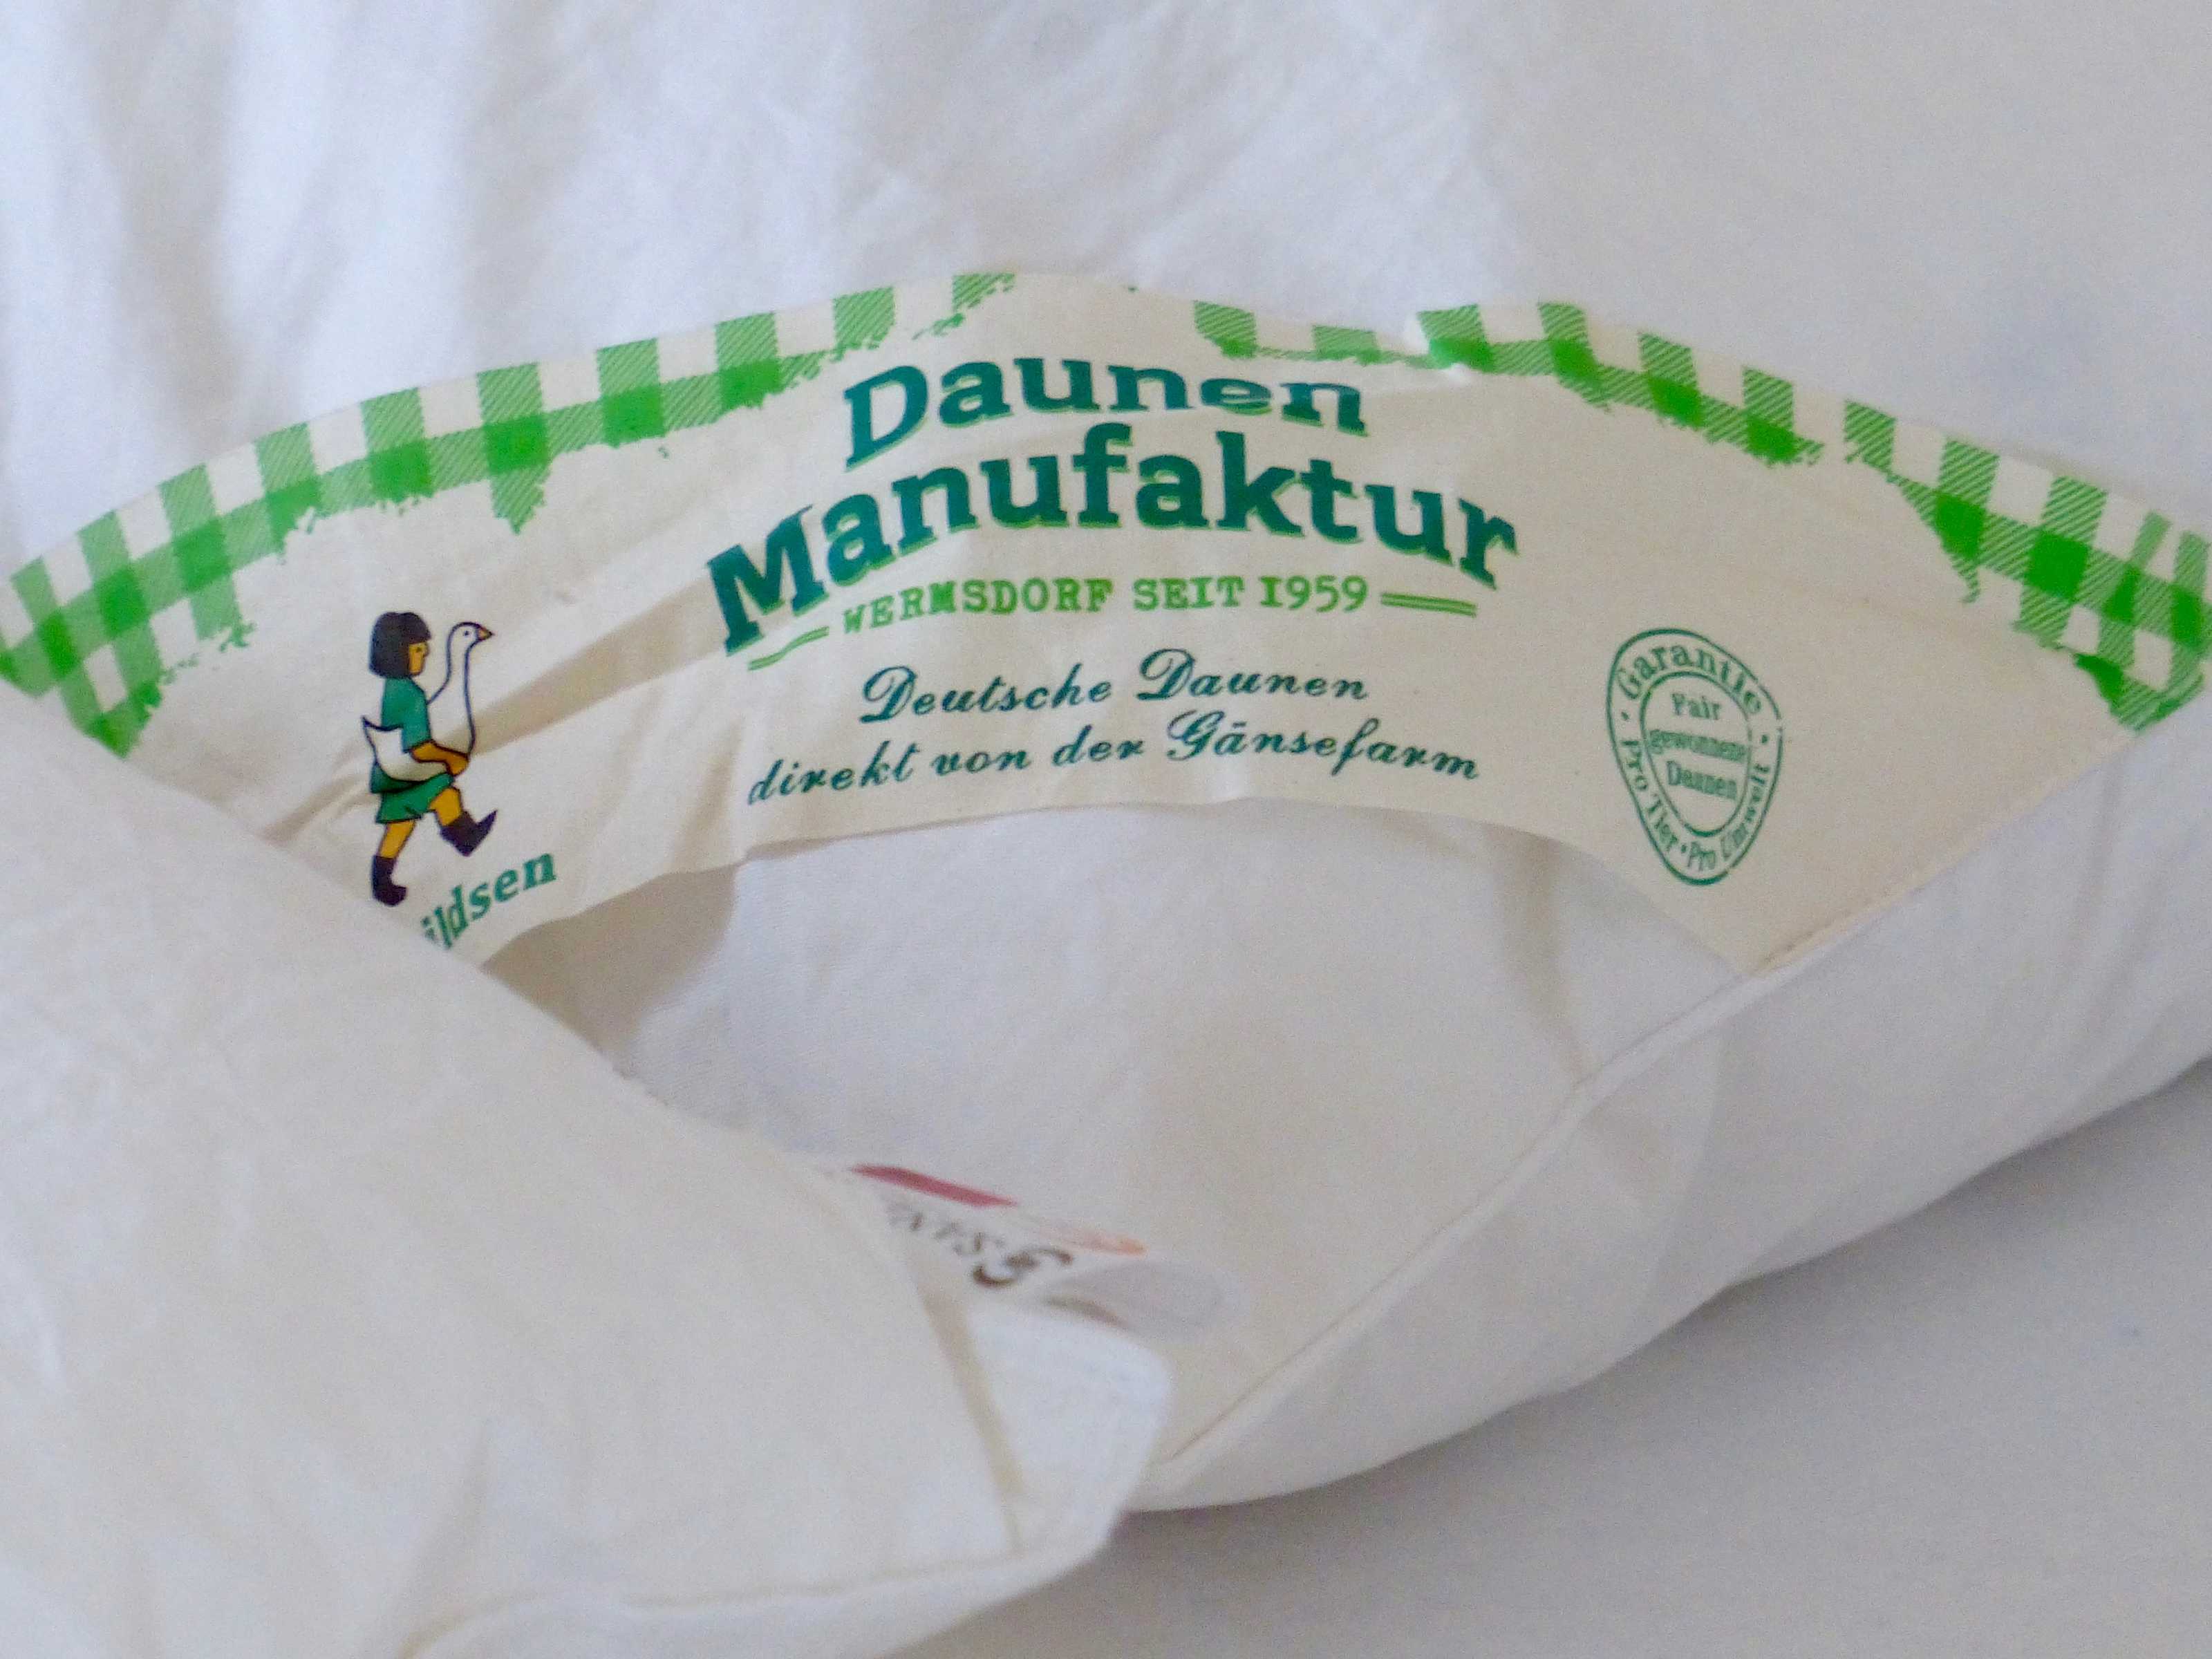 Daunen
Manufaktur
WERMSDORF SEIT 1959
Deutsche Daunen
direkt von der Gänsefarm
Garantie
Fair
gewonnene
Daunen
Pro Tier • Pro Umwelt